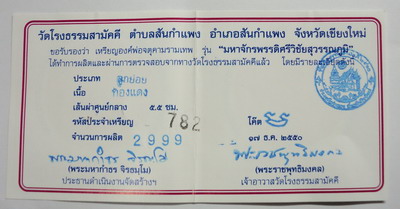 วัดโรงธรรมสามัคคี ตำบลสันกำแพง อำเภอสันกำแพง จังหวัดเชียงใหม่
ขอรับรองว่า เหรียญองค์พ่อจตุคามรามเทพ รุ่น "มหาจักรพรรดิศรีวิชัยสุวรรณภูมิ"
ได้ทำการผลิตและผ่านการตรวจสอบจากทางวัดโรงธรรมสามัคคีแล้ว โดยมีรายละเอียดดังนี้
ประเภท ลูกย่อย
เนื้อ ทองแดง
เส้นผ่าศูนย์กลาง ๕.๕ ซม.
รหัสประจำเหรียญ 782 โค๊ด
จำนวนการผลิต 2999 ๑๗ ธ.ค. ๒๕๕๐
(พระมหากำธร จิรธมฺโม) (พระราชพุทธิมงคล)
ประธานดำเนินงานจัดสร้างฯ เจ้าอาวาสวัดโรงธรรมสามัคคี